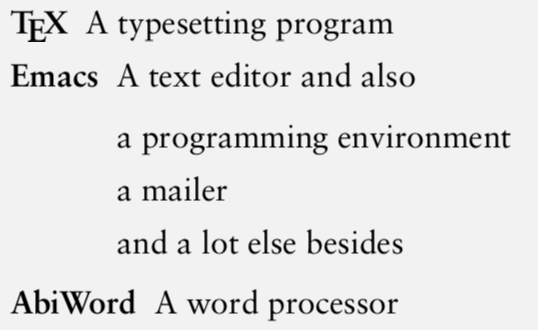 TEX A typesetting program
Emacs A text editor and also
a programming environment
a mailer
and a lot else besides
AbiWord A word processor